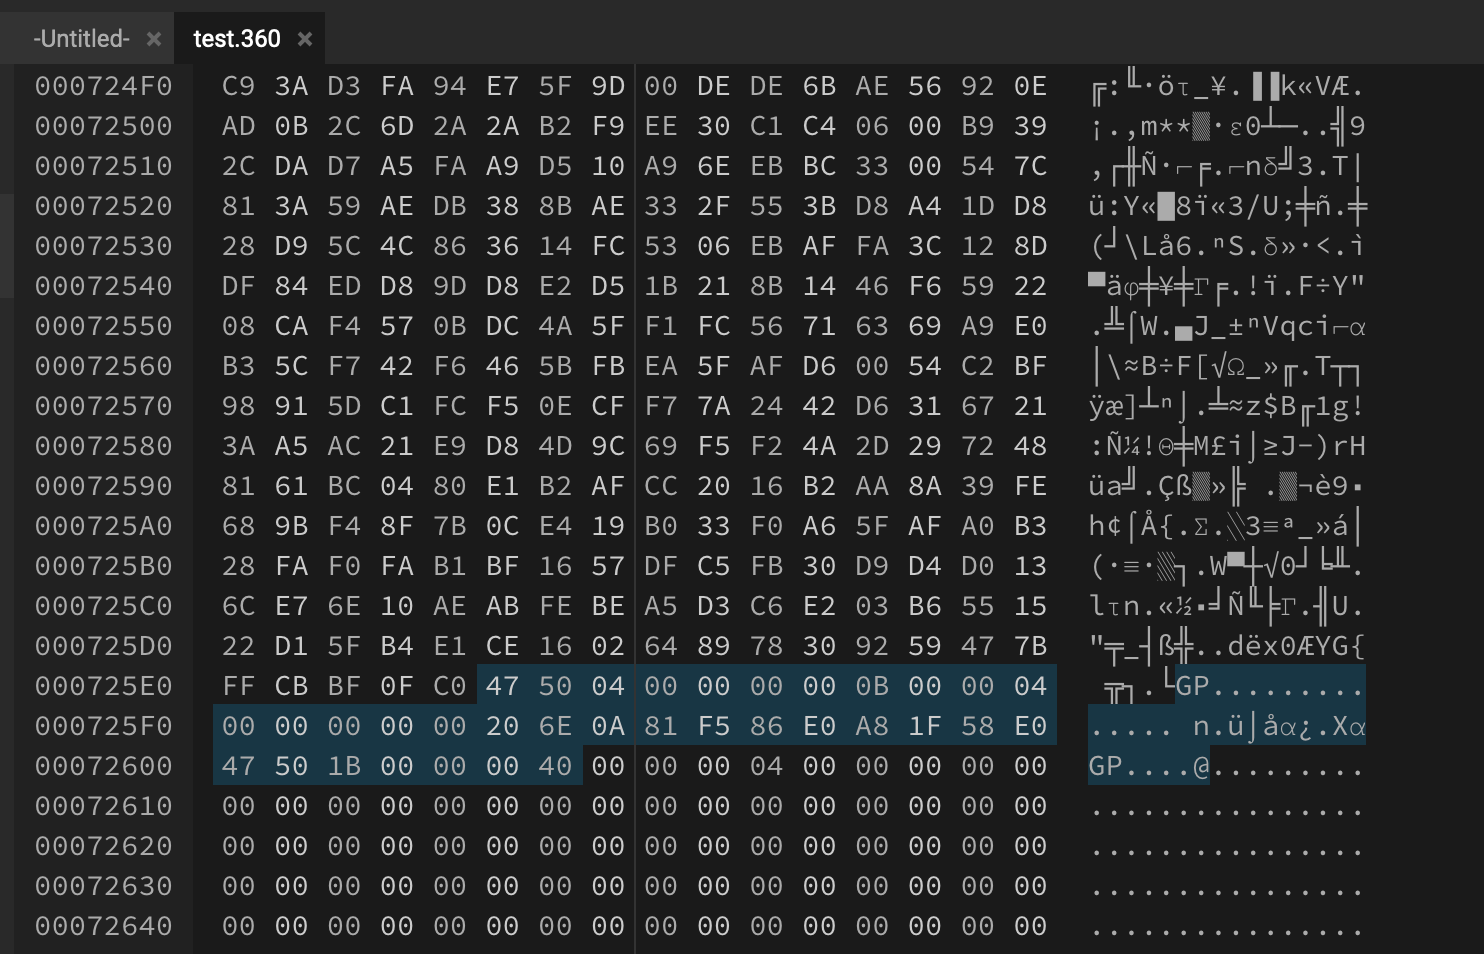 -Untitled- × test.360 ×
000724F0 C9 3A D3 FA 94 E7 5F 9D 00 DE DE 6B AE 56 92 0E ╔:╙·öτ_¥.▐▐k«VÆ.
00072500 AD 0B 2C 6D 2A 2A B2 F9 EE 30 C1 C4 06 00 B9 39 ¡.,m**▓∙ε0┴─..╣9
00072510 2C DA D7 A5 FA A9 D5 10 A9 6E EB BC 33 00 54 7C ,┌╫Ñ·⌐╒.⌐nδ╝3.T|
00072520 81 3A 59 AE DB 38 8B AE 33 2F 55 3B D8 A4 1D D8 ü:Y«█8ï«3/U;╪ñ.╪
00072530 28 D9 5C 4C 86 36 14 FC 53 06 EB AF FA 3C 12 8D (┘\Lå6.ⁿS.δ»·<.ì
00072540 DF 84 ED D8 9D D8 E2 D5 1B 21 8B 14 46 F6 59 22 ▀äφ╪¥╪Γ╒.!ï.F÷Y"
00072550 08 CA F4 57 0B DC 4A 5F F1 FC 56 71 63 69 A9 E0 .╩⌠W.▄J_±ⁿVqci⌐α
00072560 B3 5C F7 42 F6 46 5B FB EA 5F AF D6 00 54 C2 BF │\≈B÷F[√Ω_»╓.T┬┐
00072570 98 91 5D C1 FC F5 0E CF F7 7A 24 42 D6 31 67 21 ÿæ]┴ⁿ⌡.╧≈z$B╓1g!
00072580 3A A5 AC 21 E9 D8 4D 9C 69 F5 F2 4A 2D 29 72 48 :Ñ¼!Θ╪M£i⌡≥J-)rH
00072590 81 61 BC 04 80 E1 B2 AF CC 20 16 B2 AA 8A 39 FE üa╝.Çß▓»╠ .▓¬è9■
000725A0 68 9B F4 8F 7B 0C E4 19 B0 33 F0 A6 5F AF A0 B3 h¢⌠Å{.Σ.░3≡ª_»á│
000725B0 28 FA F0 FA B1 BF 16 57 DF C5 FB 30 D9 D4 D0 13 (·≡·▒┐.W▀┼√0┘╘╨.
000725C0 6C E7 6E 10 AE AB FE BE A5 D3 C6 E2 03 B6 55 15 lτn.«½■╛Ñ╙╞Γ.╢U.
000725D0 22 D1 5F B4 E1 CE 16 02 64 89 78 30 92 59 47 7B "╤_┤ß╬..dëx0ÆYG{
000725E0 FF CB BF 0F C0 47 50 04 00 00 00 00 0B 00 00 04 ╦┐.└GP.........
000725F0 00 00 00 00 00 20 6E 0A 81 F5 86 E0 A8 1F 58 E0 ..... n.ü⌡åα¿.Xα
00072600 47 50 1B 00 00 00 40 00 00 00 04 00 00 00 00 00 GP....@.........
00072610 00 00 00 00 00 00 00 00 00 00 00 00 00 00 00 00 ................
00072620 00 00 00 00 00 00 00 00 00 00 00 00 00 00 00 00 ................
00072630 00 00 00 00 00 00 00 00 00 00 00 00 00 00 00 00 ................
00072640 00 00 00 00 00 00 00 00 00 00 00 00 00 00 00 00 ................